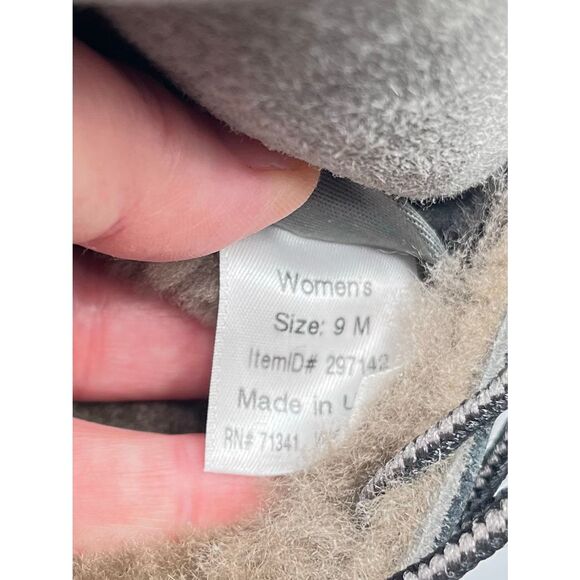 Women's
Size: 9 M
ItemID# 297142
Made in
RN# 71341